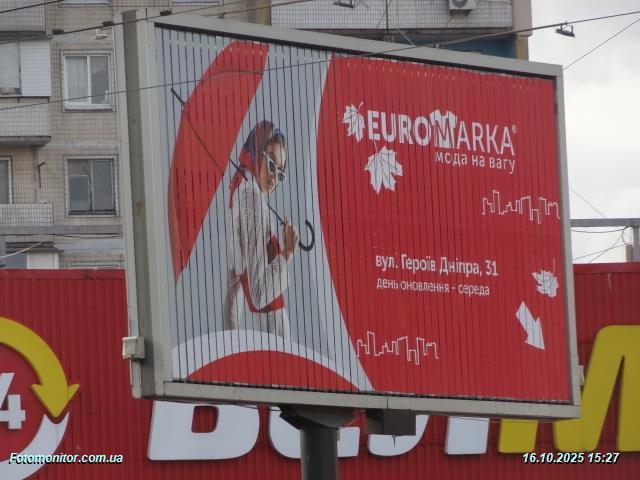 EUROMARKA®
мода на вагу
вул. Героїв Дніпра, 31
день оновлення - середа
4
Fotomonitor.com.ua
16.10.2025 15:27